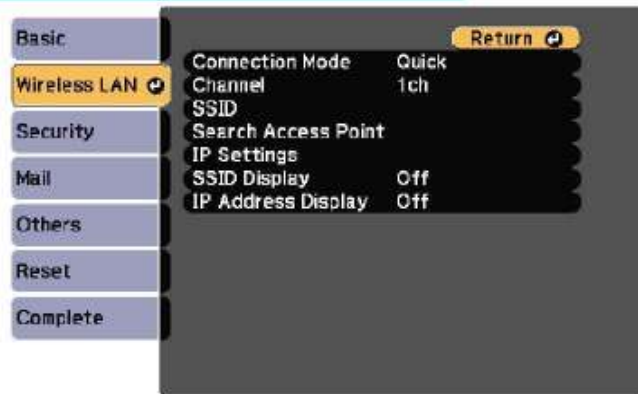 Basic
Wireless LAN
Security
Mail
Others
Reset
Complete
Return
Connection Mode Quick
Channel 1ch
SSID
Search Access Point
IP Settings
SSID Display Off
IP Address Display Off